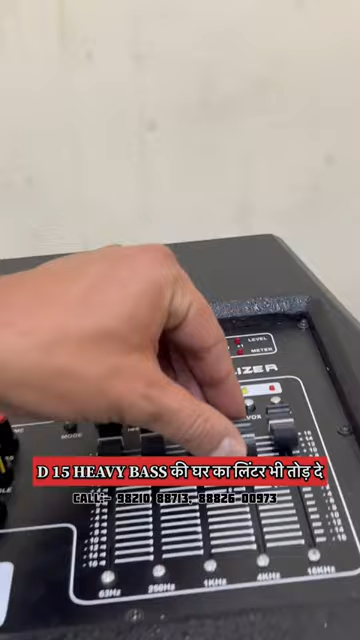 LEVEL
METER
LIZER
VOX
MODE
D 15 HEAVY BASS की घर का लिंटर भी तोड़ दे
CALL:- 98210 88713, 88826-00973
63Hz 250Hz 1KHz 4KHz 16KHz